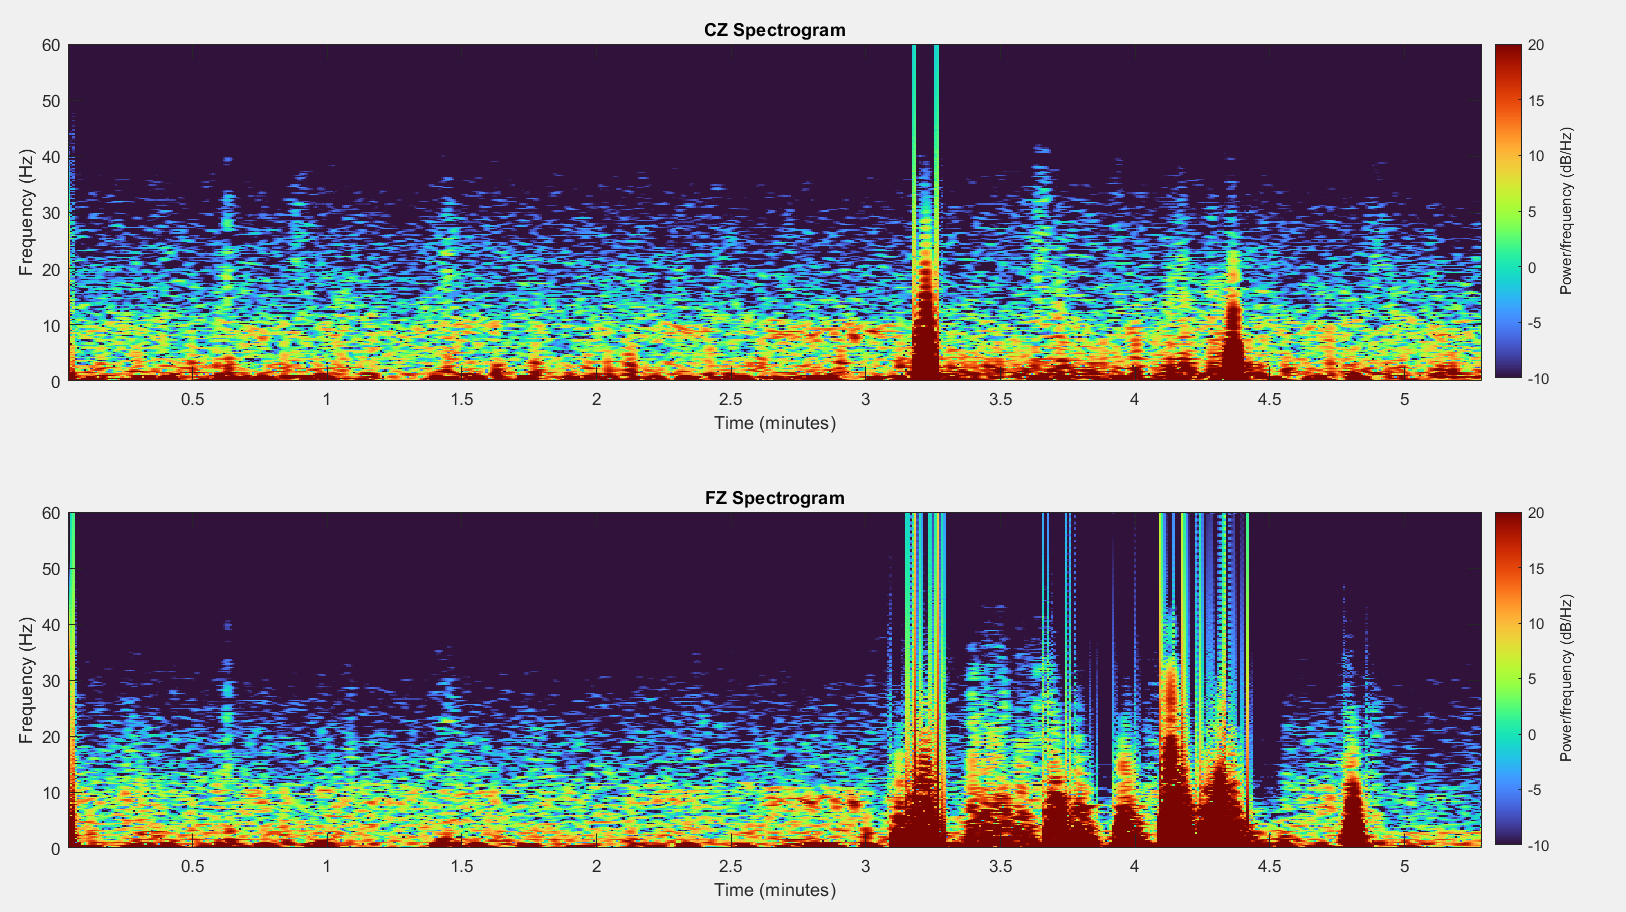 CZ Spectrogram
60
50
40
30
20
10
0
Frequency (Hz)
0.5 1 1.5 2 2.5 3 3.5 4 4.5 5
Time (minutes)
20
15
10
5
0
-5
-10
Power/frequency (dB/Hz)
FZ Spectrogram
60
50
40
30
20
10
0
Frequency (Hz)
0.5 1 1.5 2 2.5 3 3.5 4 4.5 5
Time (minutes)
20
15
10
5
0
-5
-10
Power/frequency (dB/Hz)